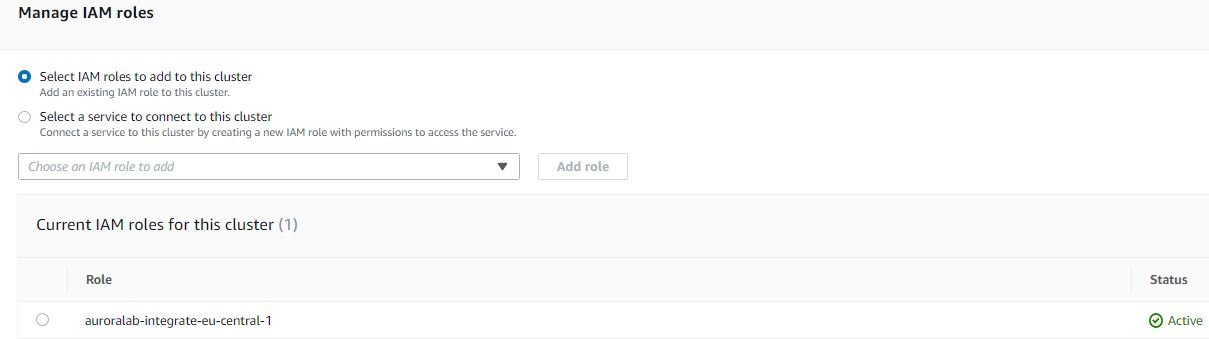 Manage IAM roles
Select IAM roles to add to this cluster
Add an existing IAM role to this cluster.
Select a service to connect to this cluster
Connect a service to this cluster by creating a new IAM role with permissions to access the service.
Choose an IAM role to add
Add role
Current IAM roles for this cluster (1)
Role
Status
auroralab-integrate-eu-central-1
Active